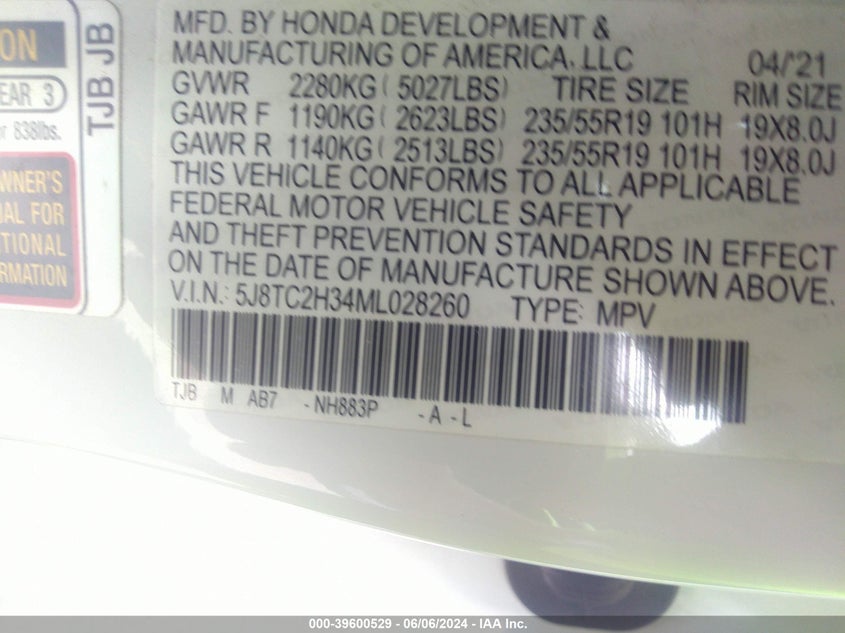 ON
EAR 3
or 838lbs.
WNER'S
AL FOR
TIONAL
RMATION
TJB JB
MFD. BY HONDA DEVELOPMENT &
MANUFACTURING OF AMERICA, LLC 04/'21
GVWR 2280KG ( 5027LBS) TIRE SIZE RIM SIZE
GAWR F 1190KG ( 2623LBS) 235/55R19 101H 19X8.0J
GAWR R 1140KG ( 2513LBS) 235/55R19 101H 19X8.0J
THIS VEHICLE CONFORMS TO ALL APPLICABLE
FEDERAL MOTOR VEHICLE SAFETY
AND THEFT PREVENTION STANDARDS IN EFFECT
ON THE DATE OF MANUFACTURE SHOWN ABOVE.
V.I.N.: 5J8TC2H34ML028260 TYPE: MPV
TJB M AB7 - NH883P - A - L
000-39600529 - 06/06/2024 - IAA Inc.